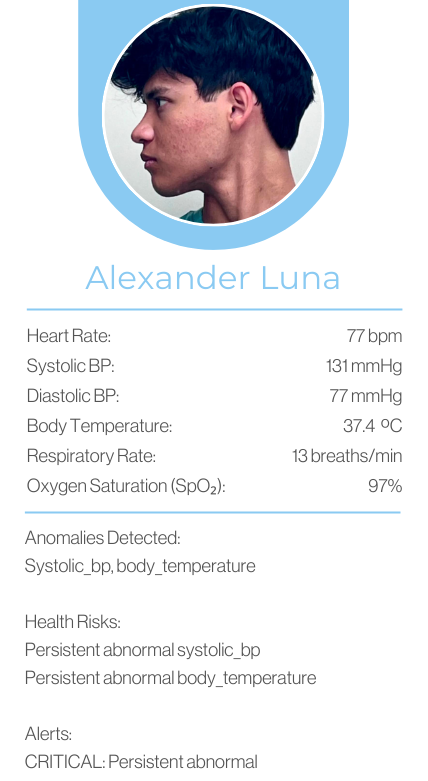 Alexander Luna
Heart Rate: 77 bpm
Systolic BP: 131 mmHg
Diastolic BP: 77 mmHg
Body Temperature: 37.4 ºC
Respiratory Rate: 13 breaths/min
Oxygen Saturation (SpO₂): 97%
Anomalies Detected:
Systolic_bp, body_temperature
Health Risks:
Persistent abnormal systolic_bp
Persistent abnormal body_temperature
Alerts:
CRITICAL: Persistent abnormal